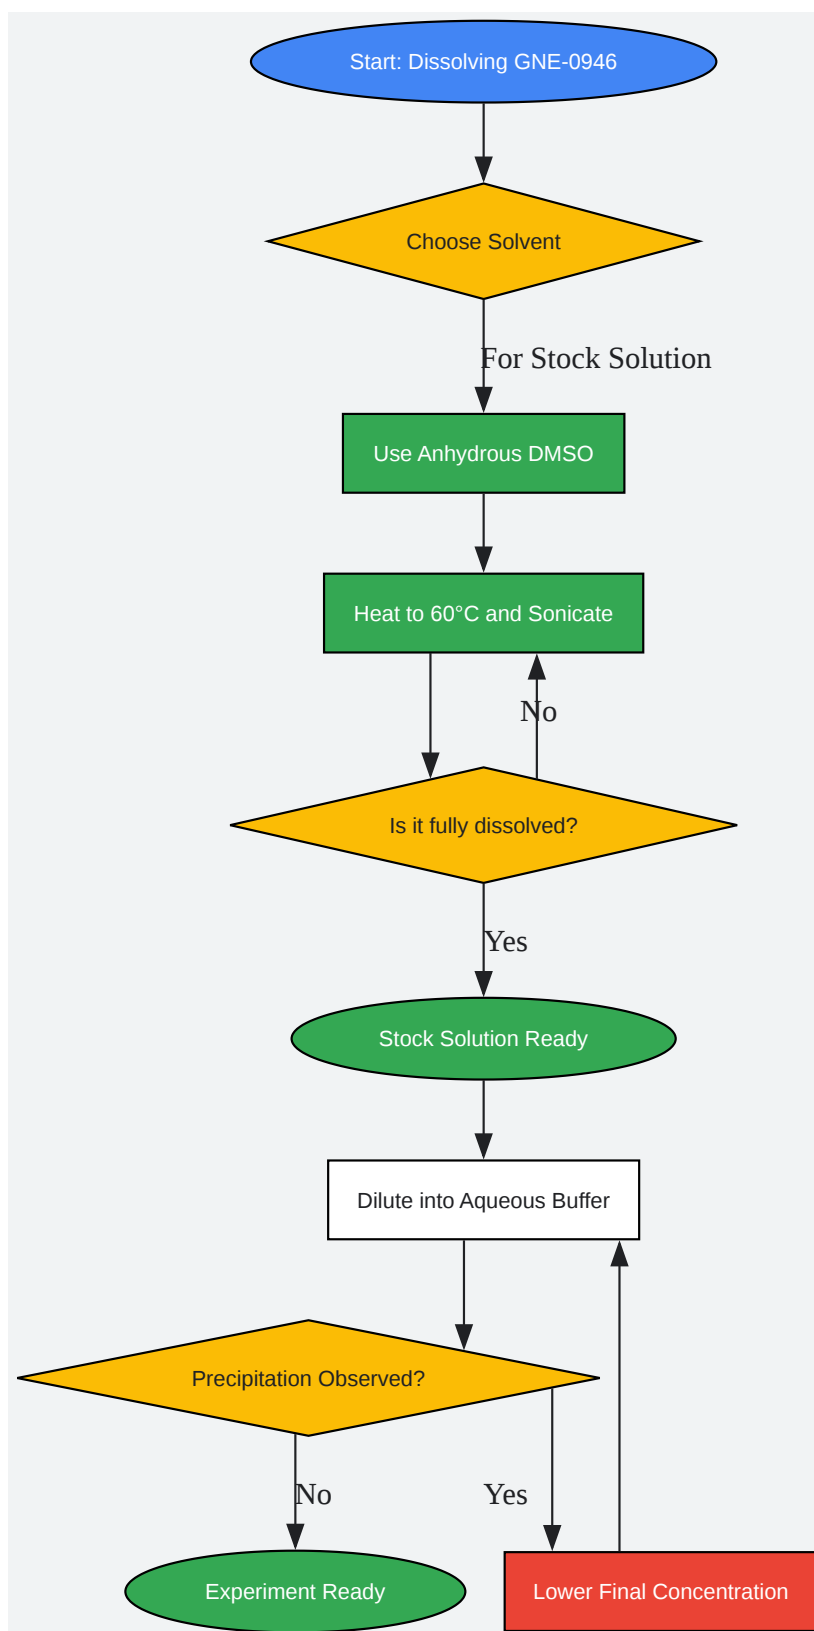 Start: Dissolving GNE-0946
Choose Solvent
For Stock Solution
Use Anhydrous DMSO
Heat to 60°C and Sonicate
No
Is it fully dissolved?
Yes
Stock Solution Ready
Dilute into Aqueous Buffer
Precipitation Observed?
No
Yes
Experiment Ready
Lower Final Concentration